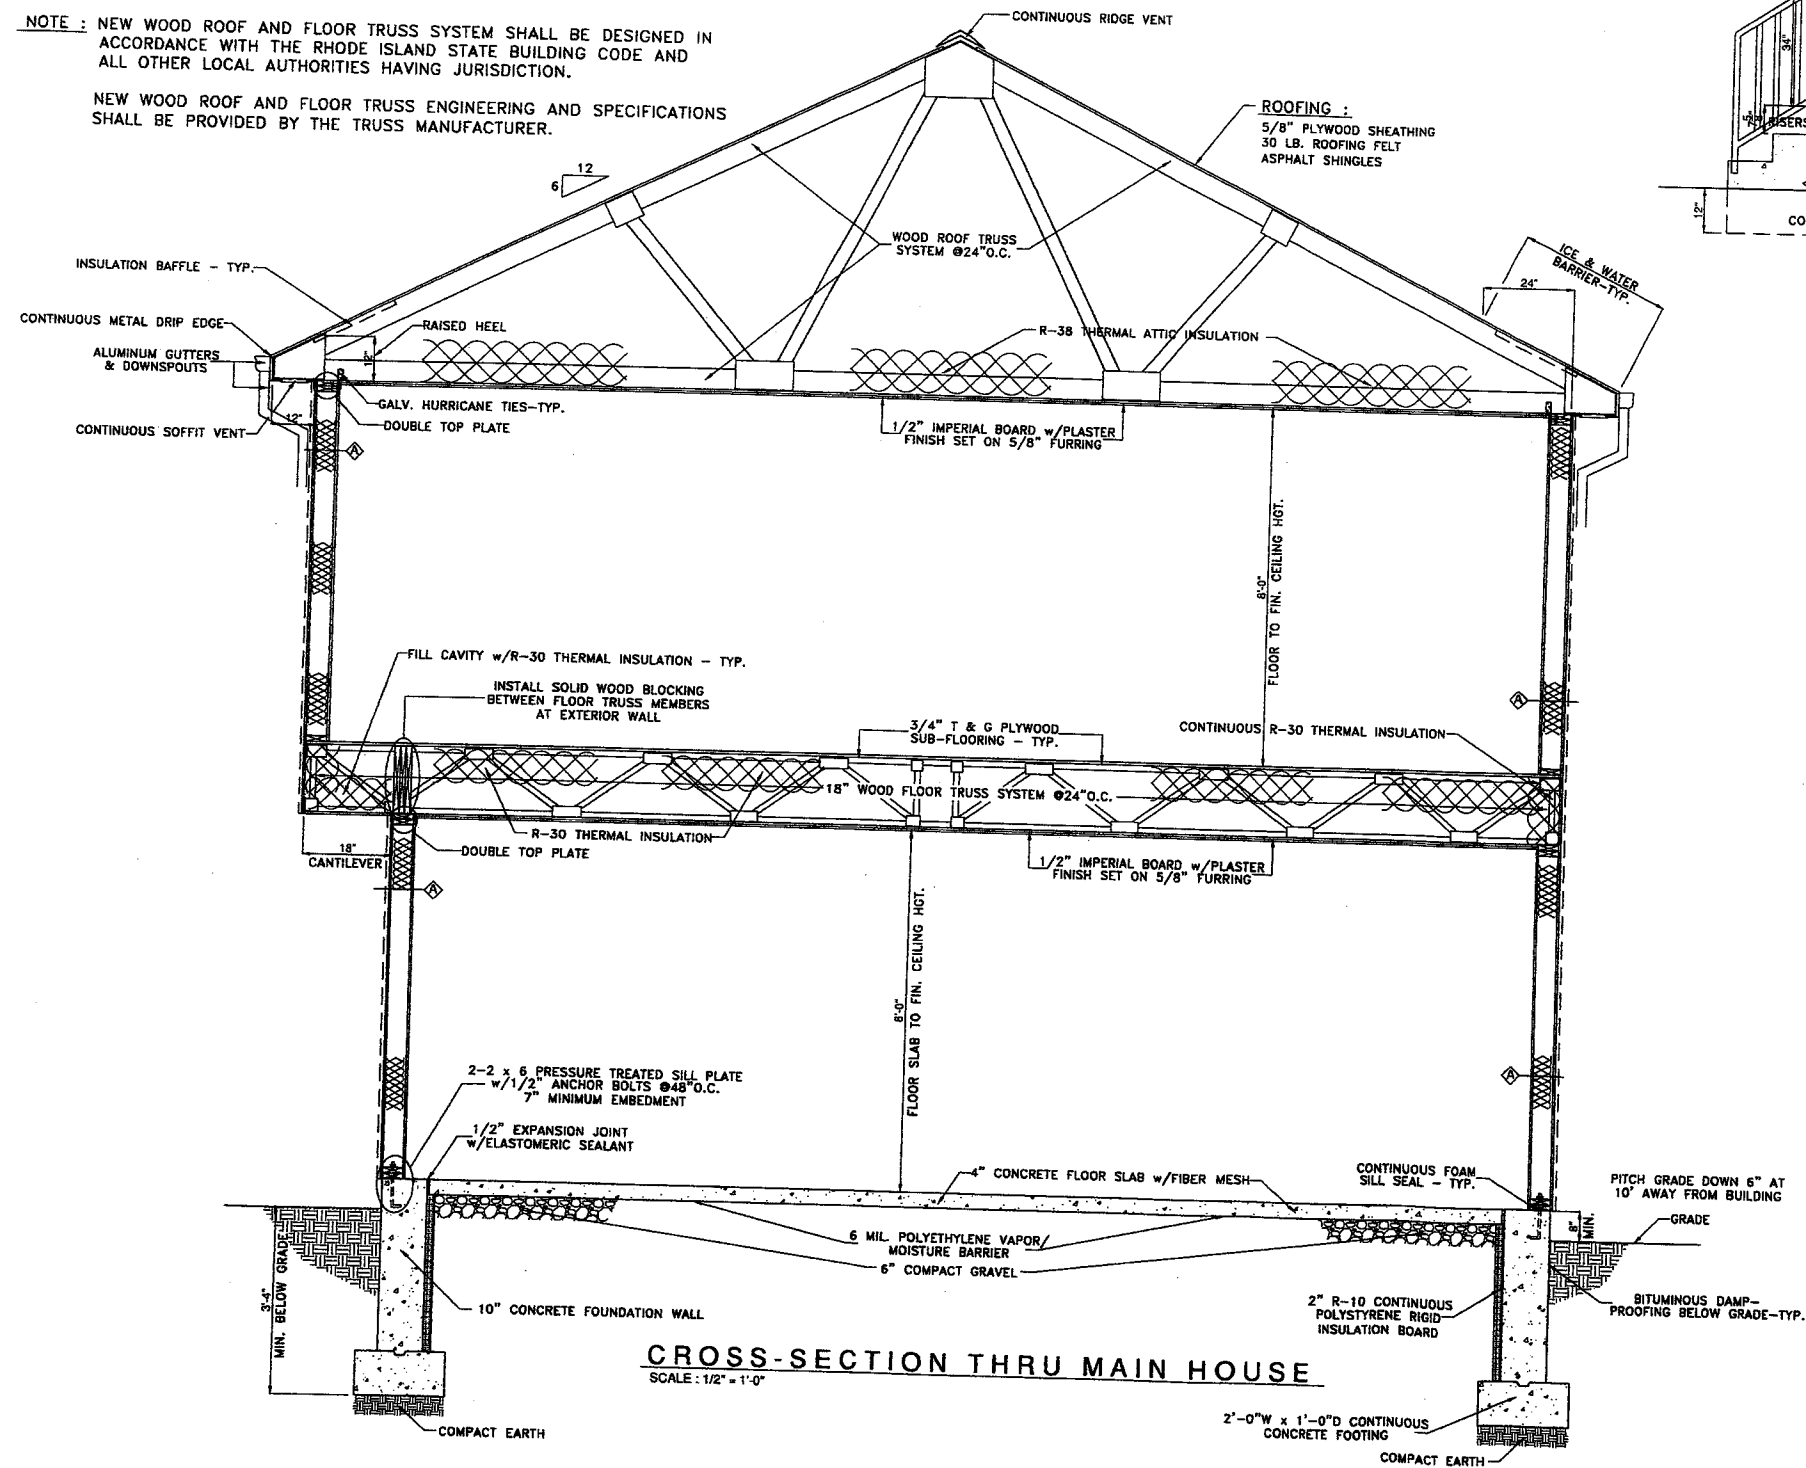 NOTE : NEW WOOD ROOF AND FLOOR TRUSS SYSTEM SHALL BE DESIGNED IN
ACCORDANCE WITH THE RHODE ISLAND STATE BUILDING CODE AND
ALL OTHER LOCAL AUTHORITIES HAVING JURISDICTION.
NEW WOOD ROOF AND FLOOR TRUSS ENGINEERING AND SPECIFICATIONS
SHALL BE PROVIDED BY THE TRUSS MANUFACTURER.
CONTINUOUS RIDGE VENT
34"
RISERS
12"
CO
ROOFING :
5/8" PLYWOOD SHEATHING
30 LB. ROOFING FELT
ASPHALT SHINGLES
12
6
WOOD ROOF TRUSS
SYSTEM @24"O.C.
ICE & WATER
BARRIER-TYP.
24"
INSULATION BAFFLE - TYP.
CONTINUOUS METAL DRIP EDGE
RAISED HEEL
12"
R-38 THERMAL ATTIC INSULATION
ALUMINUM GUTTERS
& DOWNSPOUTS
GALV. HURRICANE TIES-TYP.
12"
DOUBLE TOP PLATE
CONTINUOUS SOFFIT VENT
1/2" IMPERIAL BOARD w/PLASTER
FINISH SET ON 5/8" FURRING
A
8'-0"
FLOOR TO FIN. CEILING HGT.
FILL CAVITY w/R-30 THERMAL INSULATION - TYP.
INSTALL SOLID WOOD BLOCKING
BETWEEN FLOOR TRUSS MEMBERS
AT EXTERIOR WALL
A
3/4" T & G PLYWOOD
SUB-FLOORING - TYP.
CONTINUOUS R-30 THERMAL INSULATION
18" WOOD FLOOR TRUSS SYSTEM @24"O.C.
R-30 THERMAL INSULATION
DOUBLE TOP PLATE
18"
CANTILEVER
1/2" IMPERIAL BOARD w/PLASTER
FINISH SET ON 5/8" FURRING
A
8'-0"
FLOOR SLAB TO FIN. CEILING HGT.
2-2 x 6 PRESSURE TREATED SILL PLATE
w/1/2" ANCHOR BOLTS @48"O.C.
7" MINIMUM EMBEDMENT
A
1/2" EXPANSION JOINT
w/ELASTOMERIC SEALANT
4" CONCRETE FLOOR SLAB w/FIBER MESH
CONTINUOUS FOAM
SILL SEAL - TYP.
PITCH GRADE DOWN 6" AT
10' AWAY FROM BUILDING
GRADE
8"
MIN.
6 MIL. POLYETHYLENE VAPOR/
MOISTURE BARRIER
6" COMPACT GRAVEL
3'-4"
MIN. BELOW GRADE
10" CONCRETE FOUNDATION WALL
2" R-10 CONTINUOUS
POLYSTYRENE RIGID
INSULATION BOARD
BITUMINOUS DAMP-
PROOFING BELOW GRADE-TYP.
CROSS-SECTION THRU MAIN HOUSE
SCALE : 1/2" = 1'-0"
2'-0"W x 1'-0"D CONTINUOUS
CONCRETE FOOTING
COMPACT EARTH
COMPACT EARTH